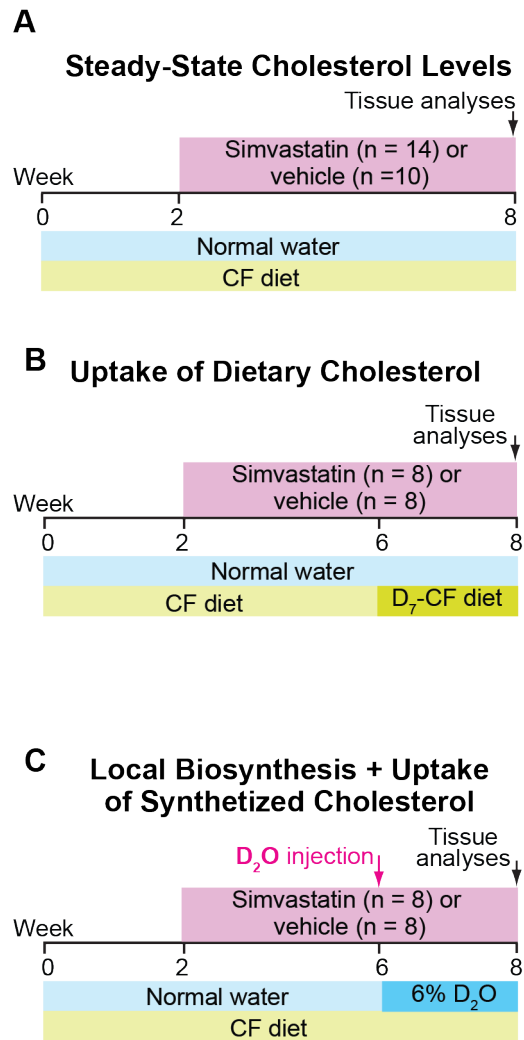 A
Steady-State Cholesterol Levels
Tissue analyses
Simvastatin (n = 14) or
vehicle (n =10)
Week
0 2 8
Normal water
CF diet
B
Uptake of Dietary Cholesterol
Tissue
analyses
Simvastatin (n = 8) or
vehicle (n = 8)
Week
0 2 6 8
Normal water
CF diet D₇-CF diet
C
Local Biosynthesis + Uptake
of Synthetized Cholesterol
Tissue
D₂O injection analyses
Simvastatin (n = 8) or
vehicle (n = 8)
Week
0 2 6 8
Normal water 6% D₂O
CF diet